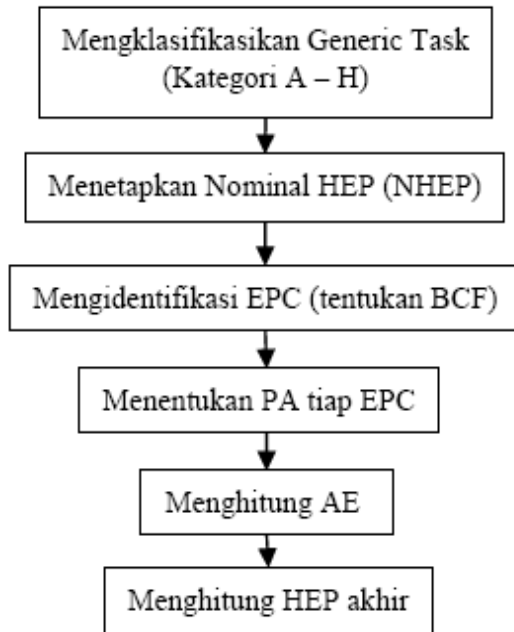 Mengklasifikasikan Generic Task
(Kategori A – H)
Menetapkan Nominal HEP (NHEP)
Mengidentifikasi EPC (tentukan BCF)
Menentukan PA tiap EPC
Menghitung AE
Menghitung HEP akhir